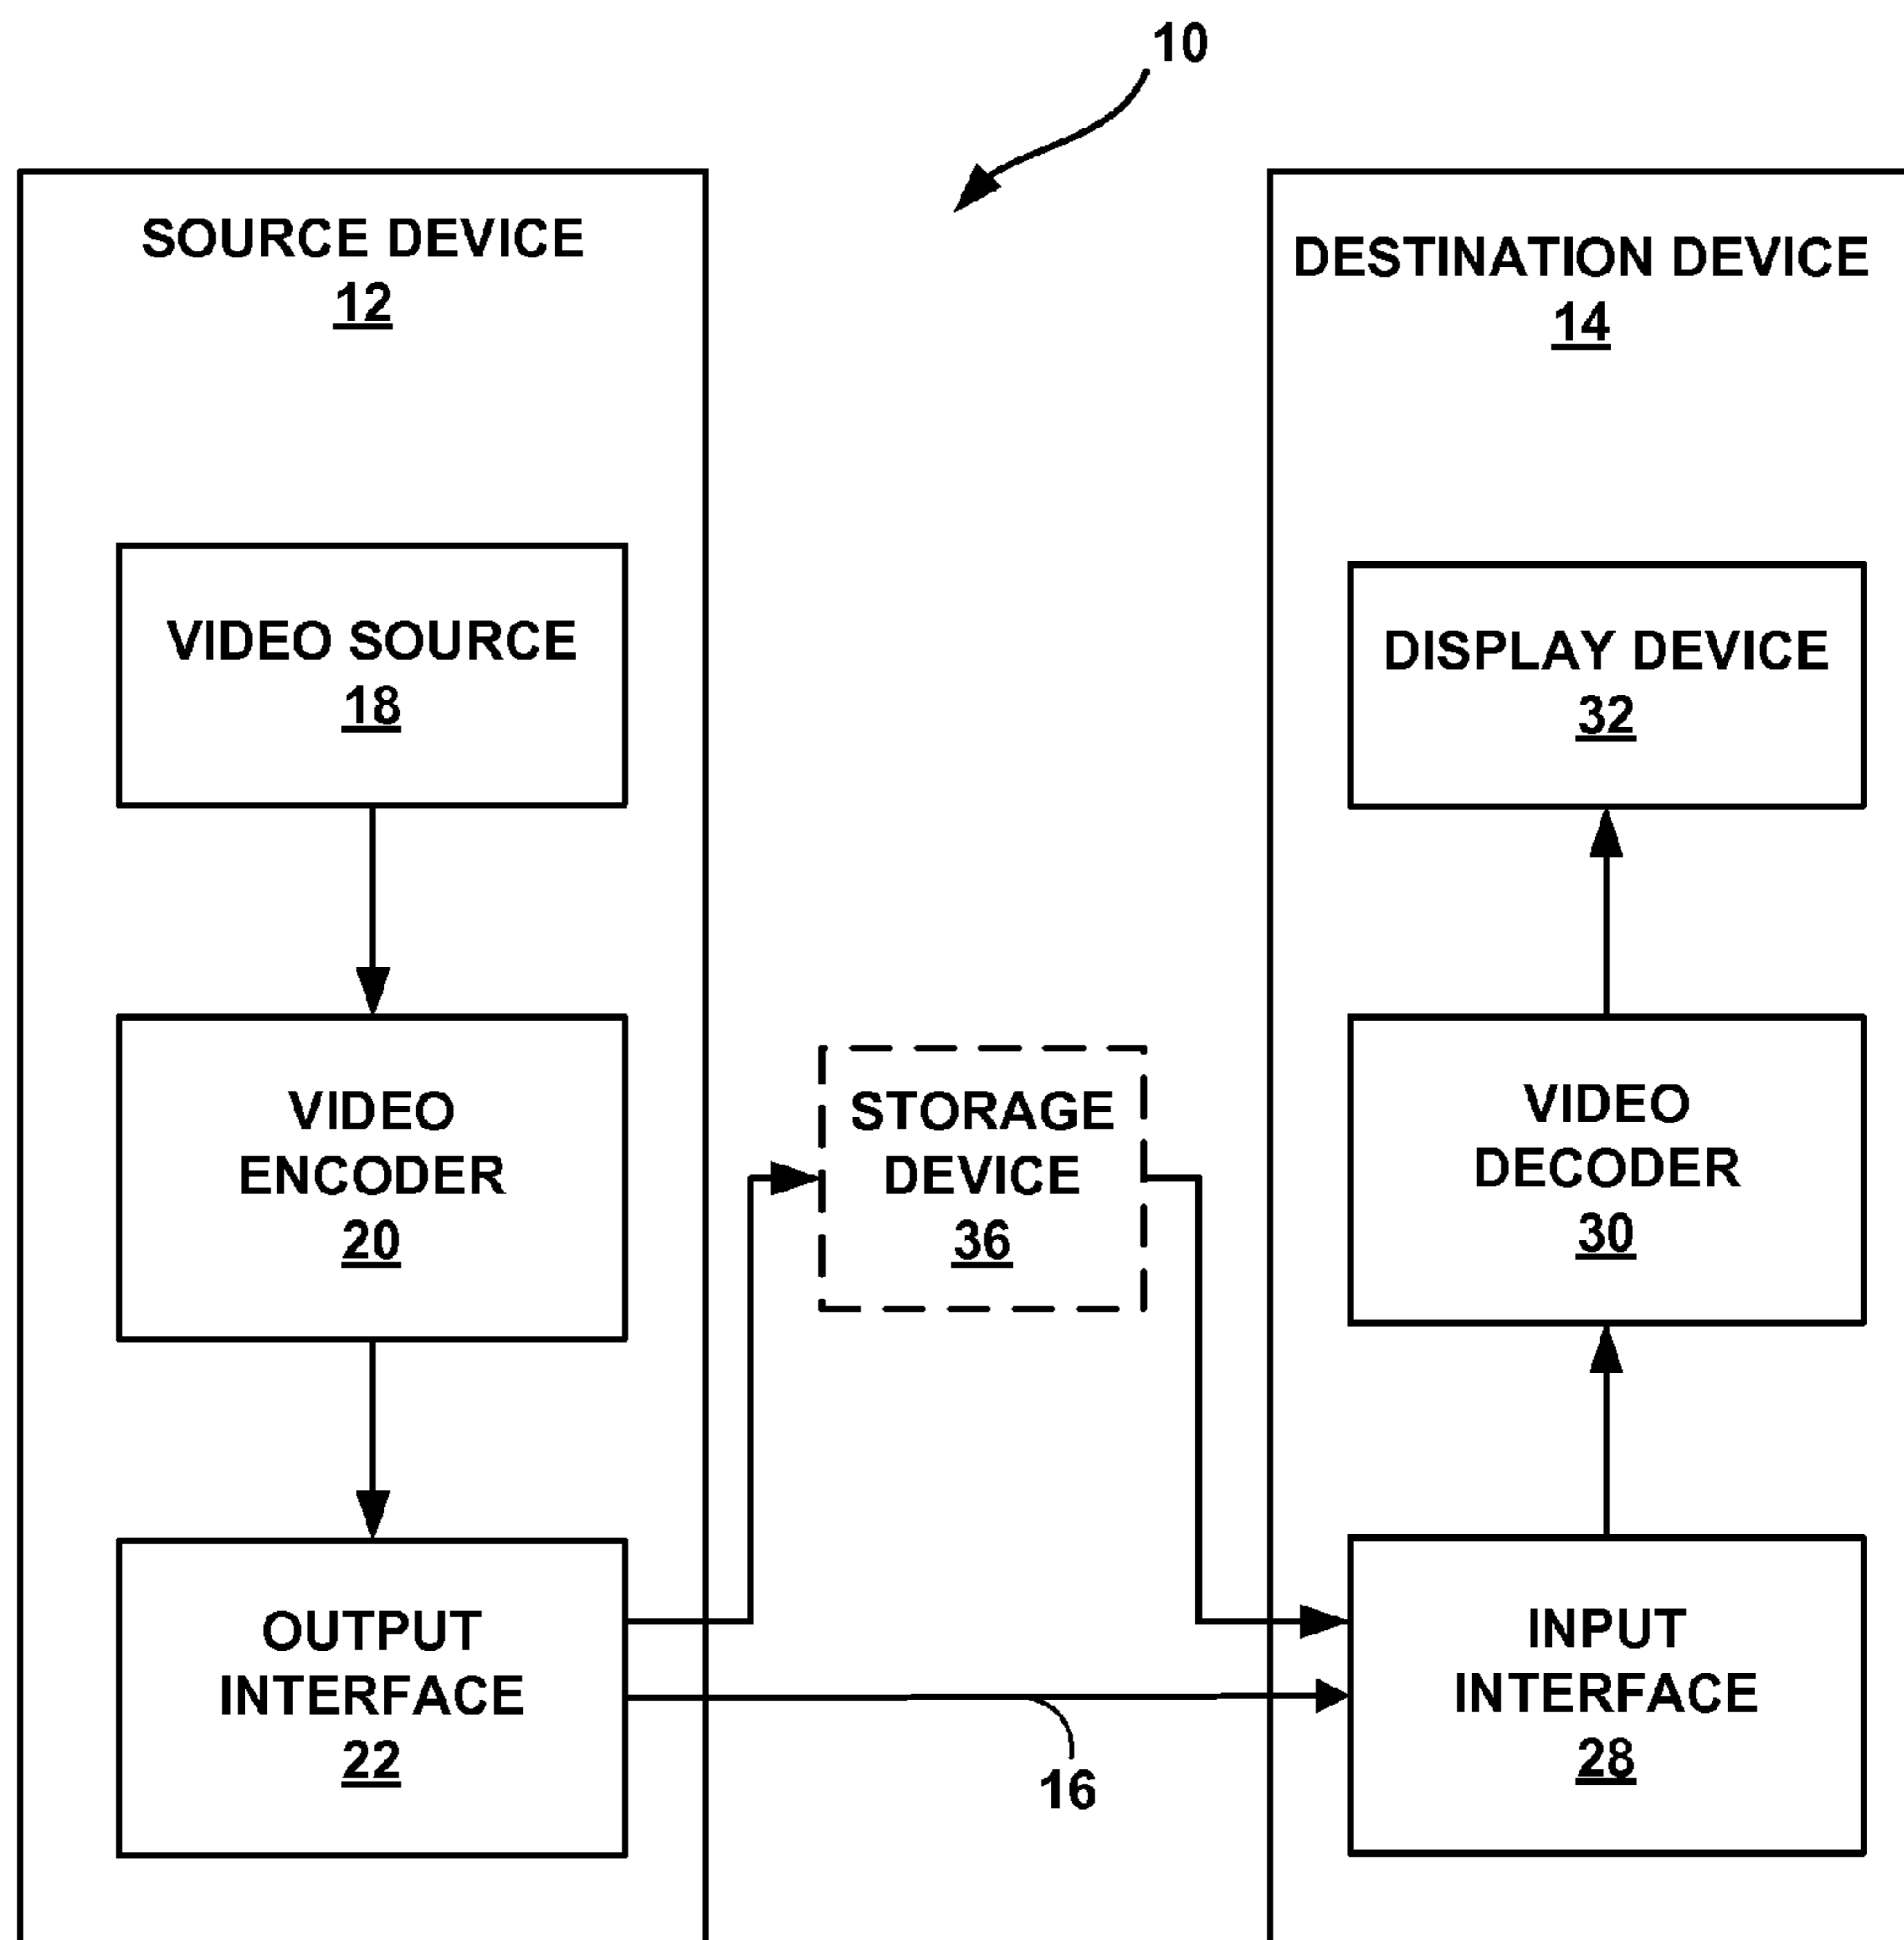 10
SOURCE DEVICE
12
VIDEO SOURCE
18
VIDEO
ENCODER
20
OUTPUT
INTERFACE
22
STORAGE
DEVICE
36
16
DESTINATION DEVICE
14
DISPLAY DEVICE
32
VIDEO
DECODER
30
INPUT
INTERFACE
28